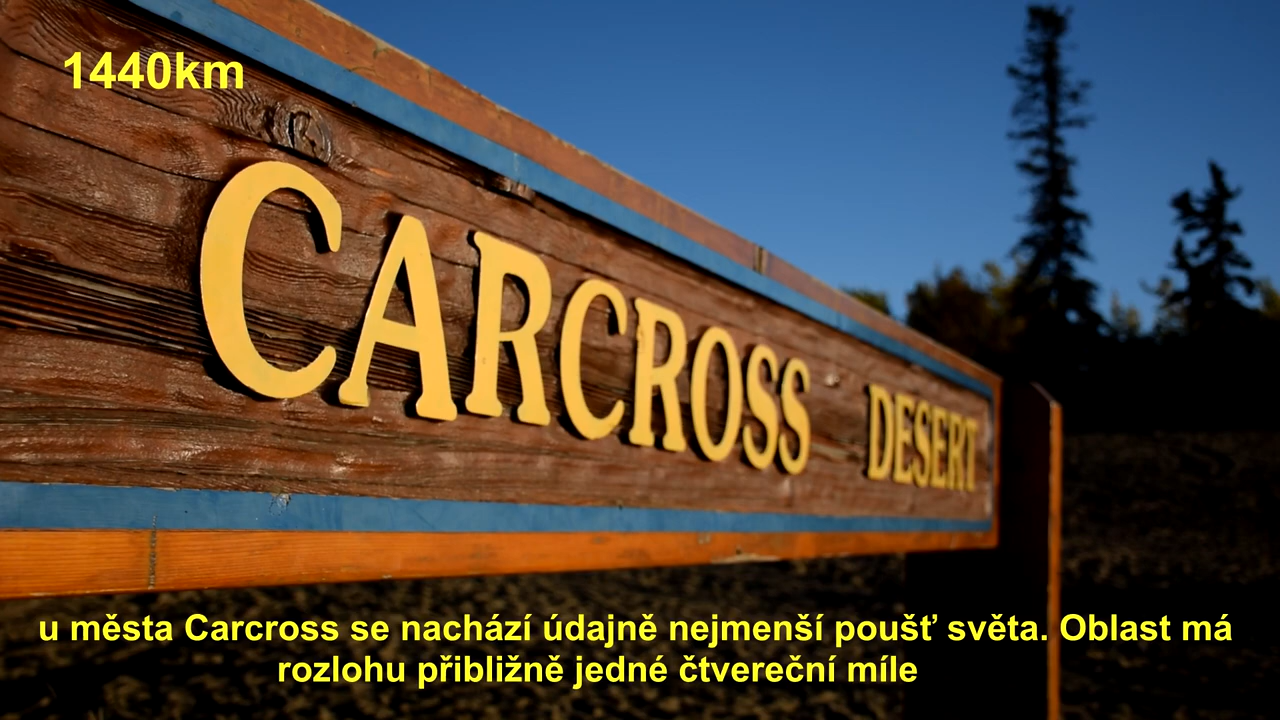 1440km
CARCROSS DESERT
u města Carcross se nachází údajně nejmenší poušť světa. Oblast má
rozlohu přibližně jedné čtvereční míle